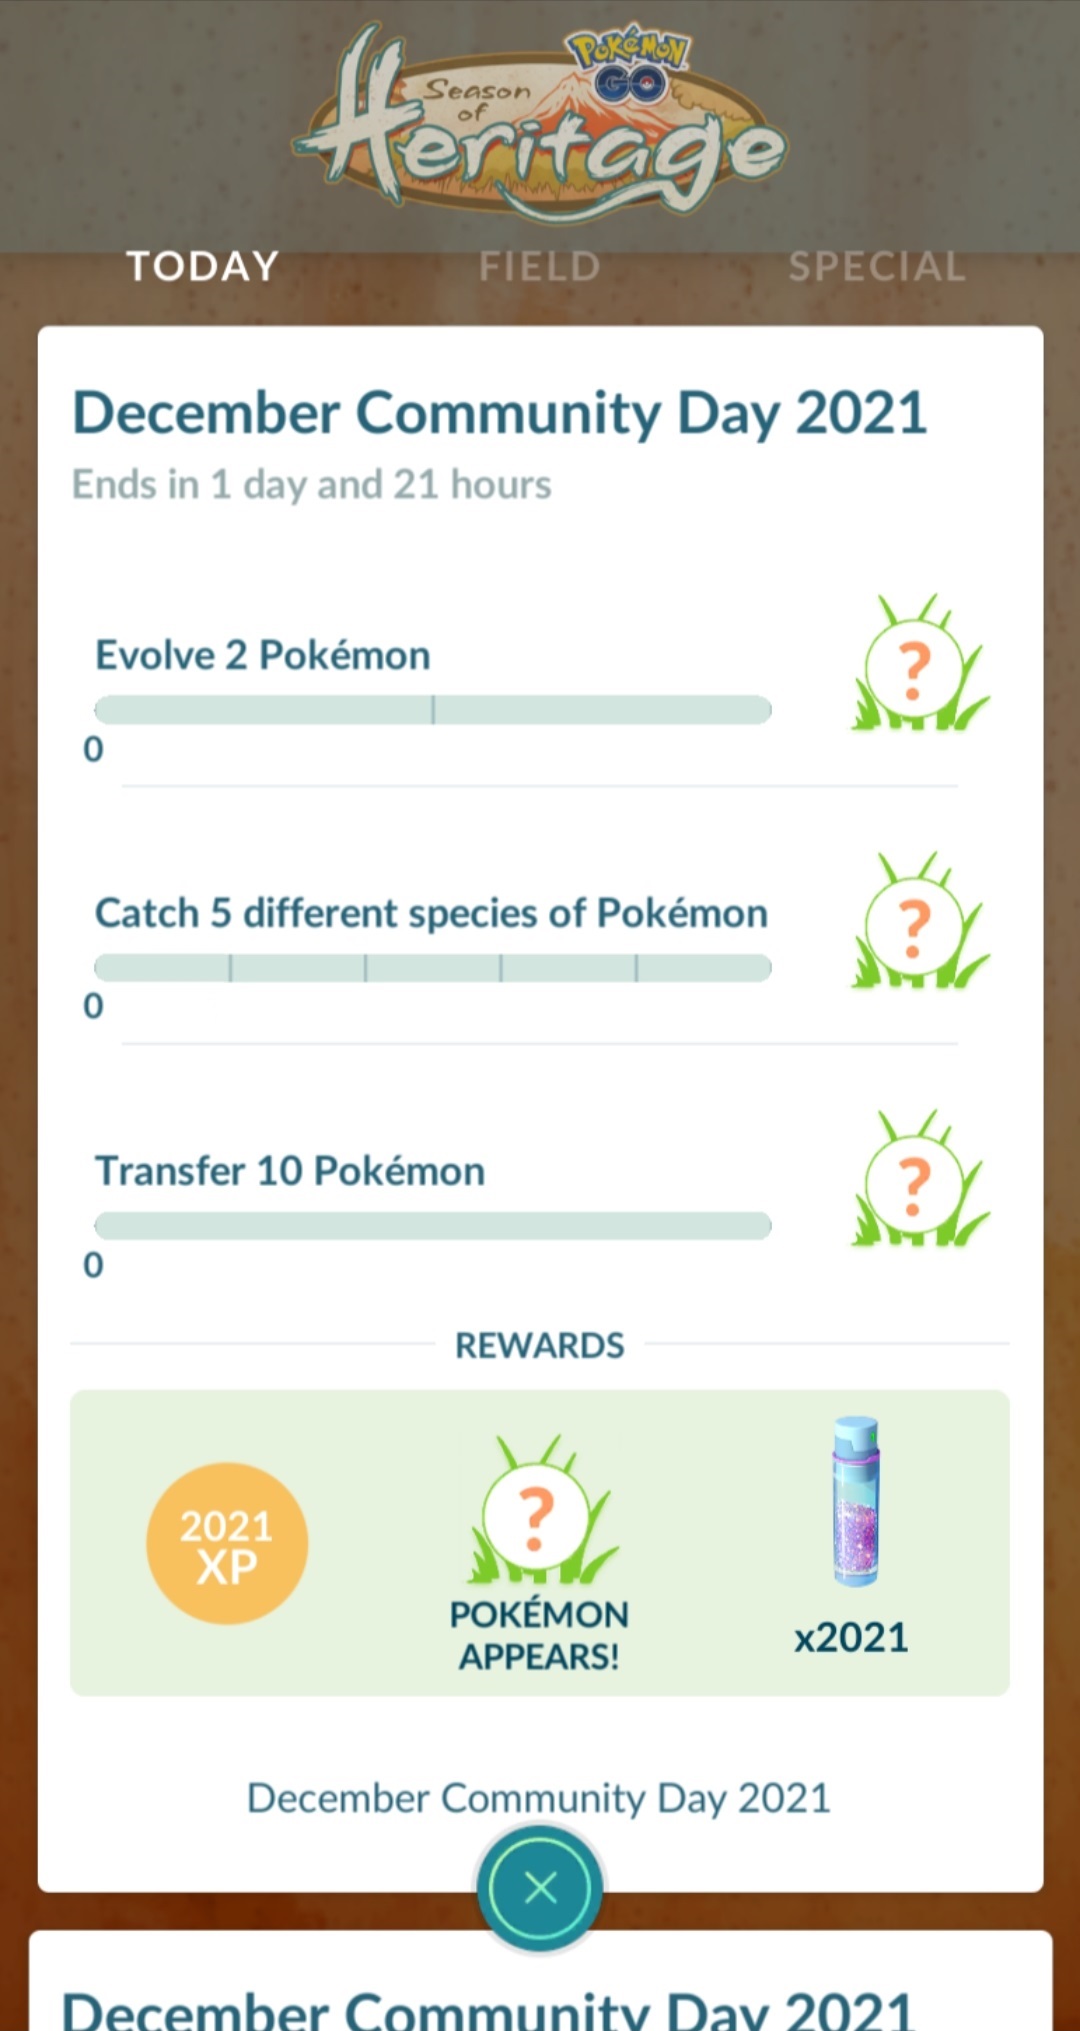 POKÉMON
GO
Season
of
Heritage
TODAY FIELD SPECIAL
December Community Day 2021
Ends in 1 day and 21 hours
Evolve 2 Pokémon
?
0
Catch 5 different species of Pokémon
?
0
Transfer 10 Pokémon
?
0
REWARDS
2021
XP
?
POKÉMON
APPEARS!
x2021
December Community Day 2021
December Community Day 2021